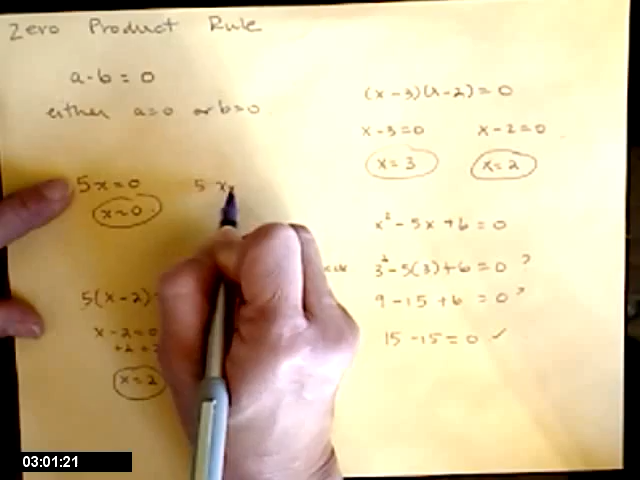 Zero Product Rule
a·b = 0
either a=0 or b=0
5x=0 5 x
x=0
5(x-2)
x-2=0
+2
x=2
(x-3)(x-2)=0
x-3=0 x-2=0
x=3 x=2
x²-5x+6=0
3²-5(3)+6=0 ?
9-15+6=0 ?
15-15=0 ✓
03:01:21